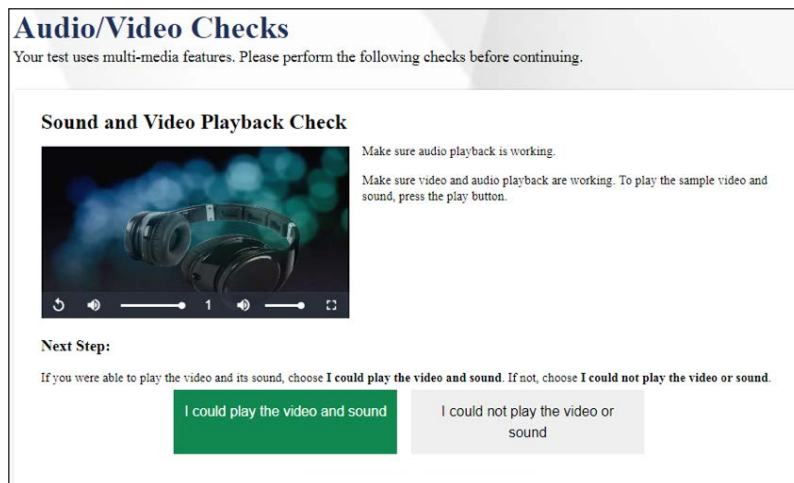 Audio/Video Checks
Your test uses multi-media features. Please perform the following checks before continuing.
Sound and Video Playback Check
Make sure audio playback is working.
Make sure video and audio playback are working. To play the sample video and
sound, press the play button.
1
Next Step:
If you were able to play the video and its sound, choose I could play the video and sound. If not, choose I could not play the video or sound.
I could play the video and sound
I could not play the video or
sound